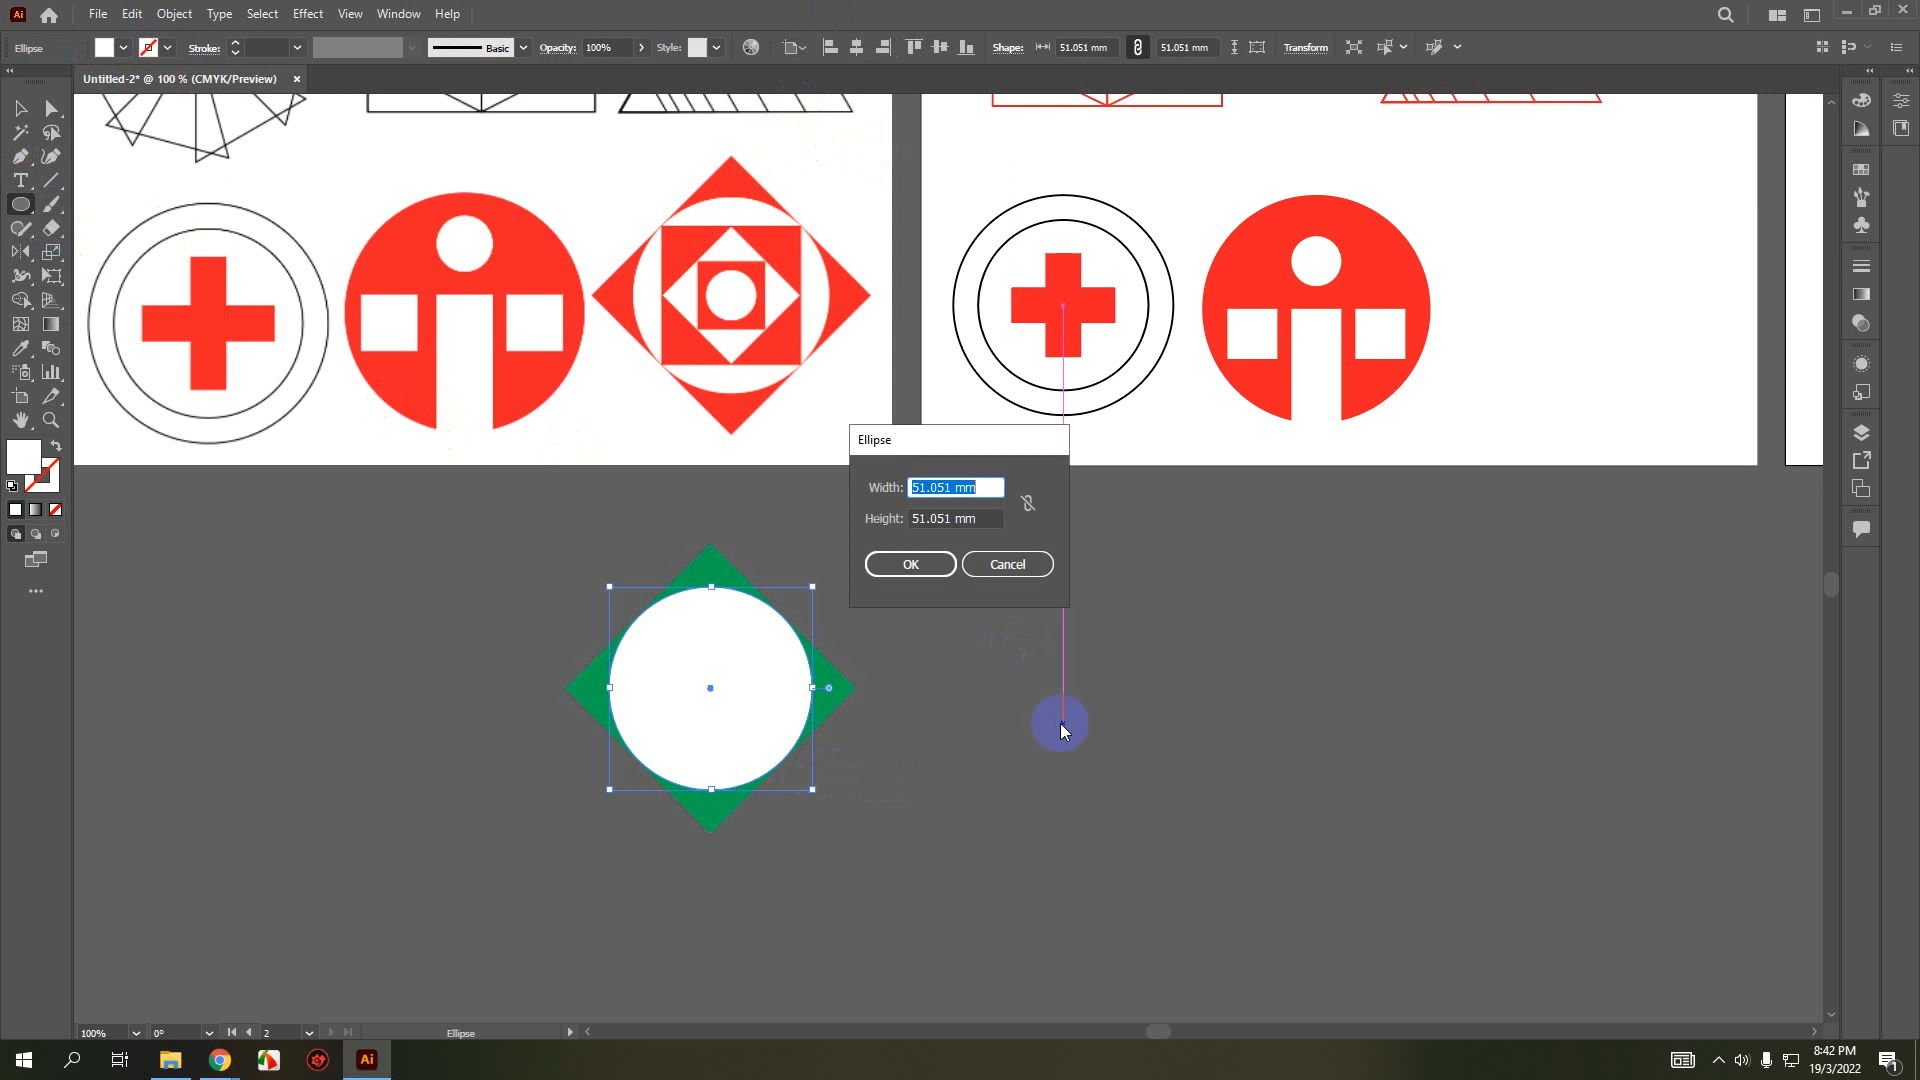 Ai File Edit Object Type Select Effect View Window Help
Ellipse Stroke: Basic Opacity: 100% Style: Shape: 51.051 mm 51.051 mm Transform
Untitled-2* @ 100 % (CMYK/Preview) ×
Ellipse
Width: 51.051 mm
Height: 51.051 mm
OK Cancel
100% 0° 2 Ellipse
Ai
8:42 PM
19/3/2022
1